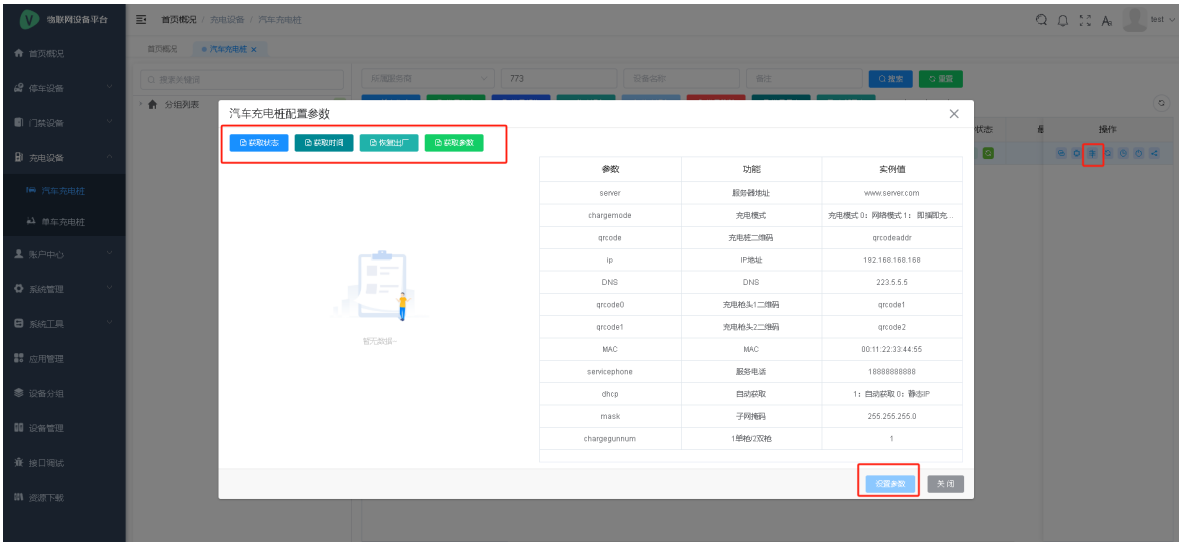 V 物联网设备平台
首页概况 / 充电设备 / 汽车充电桩
test
首页概况
汽车充电桩 ×
首页概况
停车设备
门禁设备
充电设备
汽车充电桩
单车充电桩
账户中心
系统管理
系统工具
应用管理
设备分组
设备管理
接口调试
资源下载
搜索关键词
分组列表
所属服务商
773
设备名称
备注
搜索
重置
状态
操作
汽车充电桩配置参数
获取状态
获取时间
恢复出厂
获取参数
暂无数据~
参数 功能 实例值
server 服务器地址 www.server.com
chargemode 充电模式 充电模式 0：网络模式 1： 即插即充...
qrcode 充电桩二维码 qrcodeaddr
ip IP地址 192.168.168.168
DNS DNS 223.5.5.5
qrcode0 充电枪头1二维码 qrcode1
qrcode1 充电枪头2二维码 qrcode2
MAC MAC 00:11:22:33:44:55
servicephone 服务电话 18888888888
dhcp 自动获取 1：自动获取 0：静态IP
mask 子网掩码 255.255.255.0
chargegunnum 1单枪/2双枪 1
设置参数
关闭